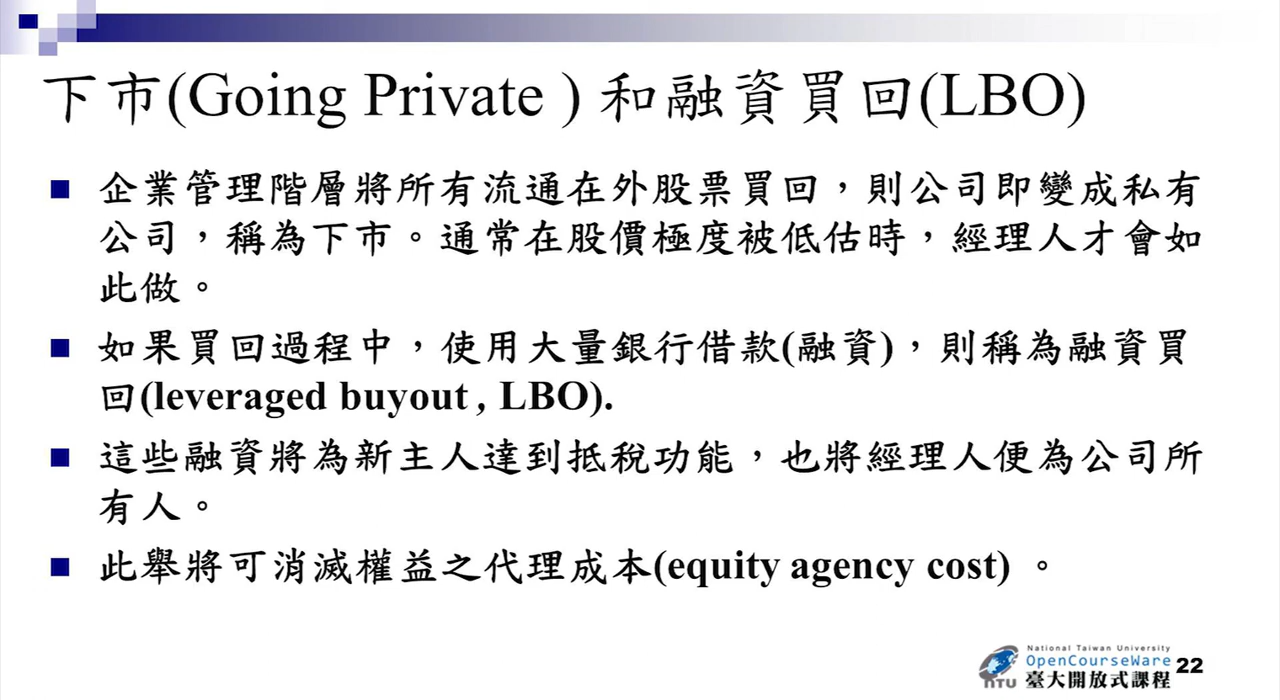 下市(Going Private ) 和融資買回(LBO)
企業管理階層將所有流通在外股票買回，則公司即變成私有
公司，稱為下市。通常在股價極度被低估時，經理人才會如
此做。
如果買回過程中，使用大量銀行借款(融資)，則稱為融資買
回(leveraged buyout , LBO).
這些融資將為新主人達到抵稅功能，也將經理人便為公司所
有人。
此舉將可消滅權益之代理成本(equity agency cost) 。
National Taiwan University
OpenCourseWare
NTU 臺大開放式課程
22